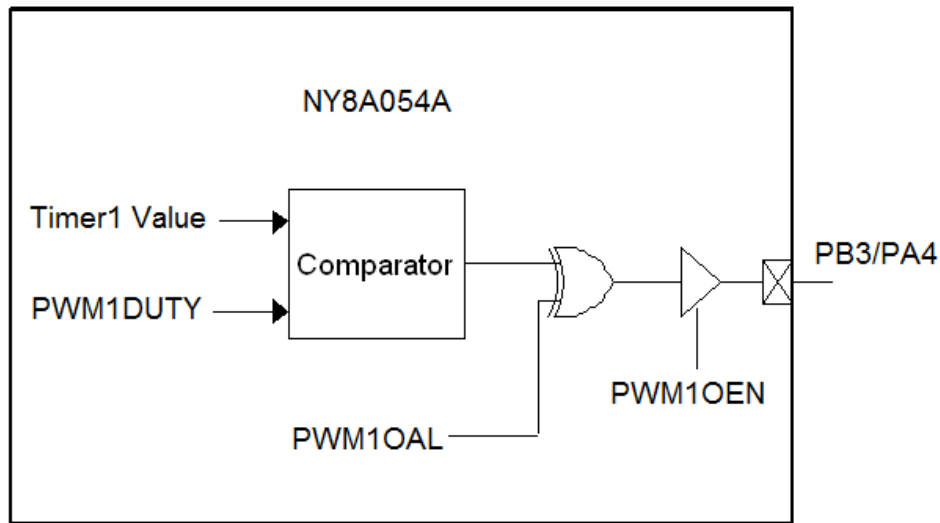 NY8A054A
Timer1 Value
Comparator
PB3/PA4
PWM1DUTY
PWM1OEN
PWM1OAL